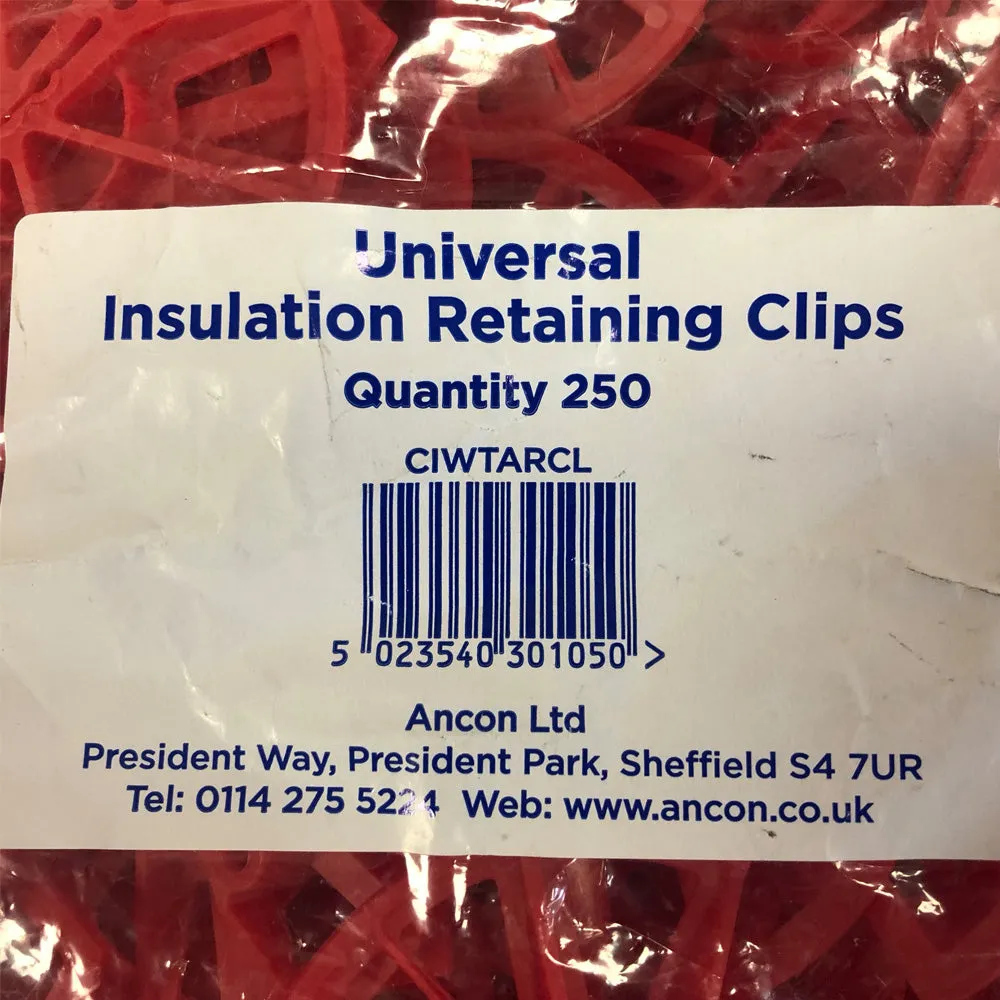 Universal
Insulation Retaining Clips
Quantity 250
CIWTARCL
5 023540 301050 >
Ancon Ltd
President Way, President Park, Sheffield S4 7UR
Tel: 0114 275 5224 Web: www.ancon.co.uk